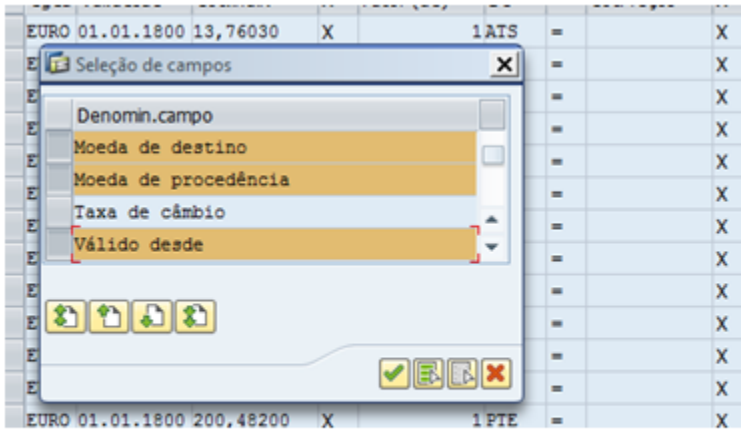 EURO 01.01.1800 13,76030 X 1 ATS = X
Seleção de campos
= X
Denomin.campo
= X
= X
Moeda de destino
= X
Moeda de procedência
= X
Taxa de câmbio
= X
Válido desde
= X
= X
= X
= X
= X
EURO 01.01.1800 200,48200 X 1 PTE = X